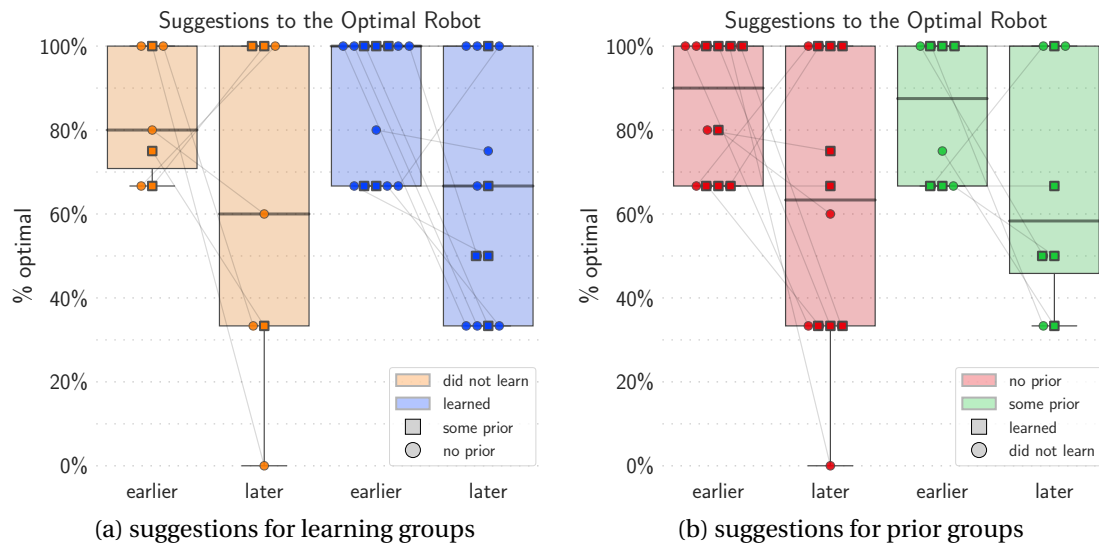 Suggestions to the Optimal Robot
100%
80%
60%
40%
20%
0%
% optimal
earlier
later
earlier
later
did not learn
learned
some prior
no prior
(a) suggestions for learning groups
Suggestions to the Optimal Robot
100%
80%
60%
40%
20%
0%
% optimal
earlier
later
earlier
later
no prior
some prior
learned
did not learn
(b) suggestions for prior groups